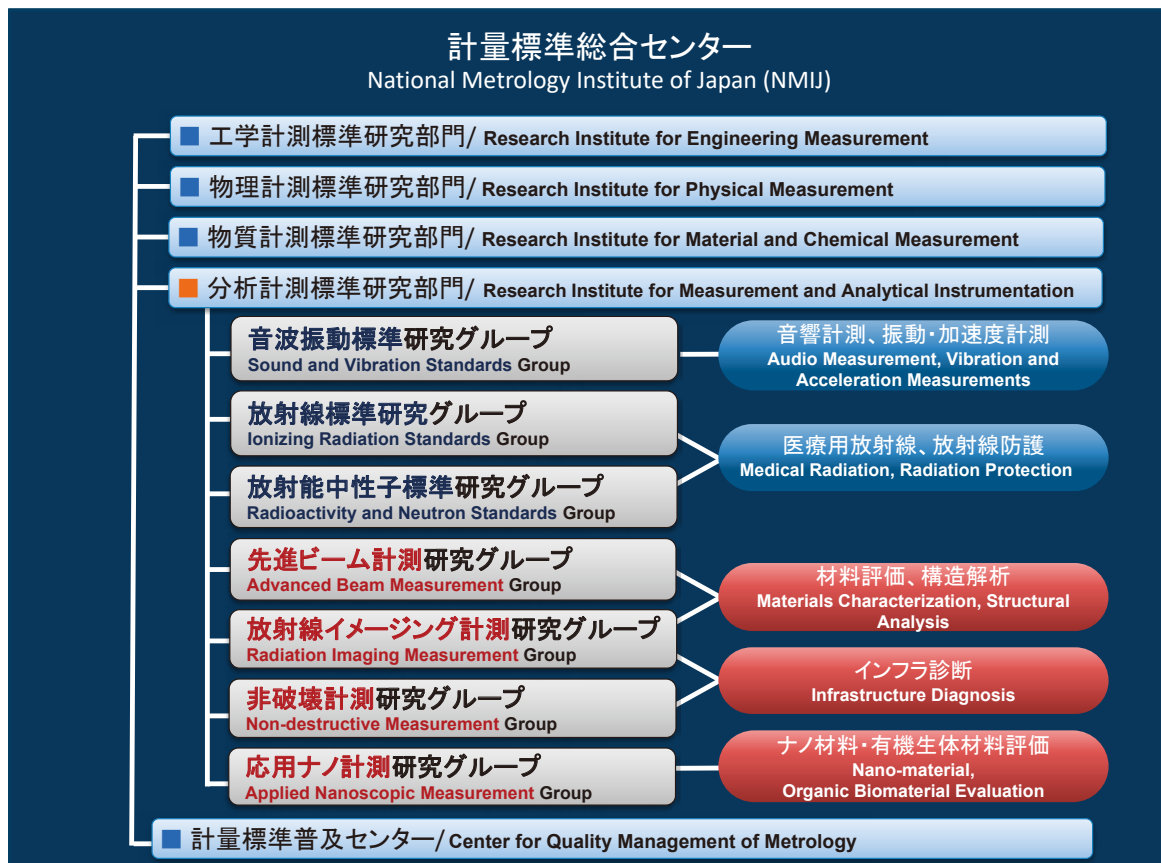 計量標準総合センター
National Metrology Institute of Japan (NMIJ)
工学計測標準研究部門/ Research Institute for Engineering Measurement
物理計測標準研究部門/ Research Institute for Physical Measurement
物質計測標準研究部門/ Research Institute for Material and Chemical Measurement
分析計測標準研究部門/ Research Institute for Measurement and Analytical Instrumentation
音波振動標準研究グループ
Sound and Vibration Standards Group
音響計測、振動・加速度計測
Audio Measurement, Vibration and
Acceleration Measurements
放射線標準研究グループ
Ionizing Radiation Standards Group
医療用放射線、放射線防護
Medical Radiation, Radiation Protection
放射能中性子標準研究グループ
Radioactivity and Neutron Standards Group
先進ビーム計測研究グループ
Advanced Beam Measurement Group
材料評価、構造解析
Materials Characterization, Structural
Analysis
放射線イメージング計測研究グループ
Radiation Imaging Measurement Group
インフラ診断
Infrastructure Diagnosis
非破壊計測研究グループ
Non-destructive Measurement Group
応用ナノ計測研究グループ
Applied Nanoscopic Measurement Group
ナノ材料・有機生体材料評価
Nano-material,
Organic Biomaterial Evaluation
計量標準普及センター/ Center for Quality Management of Metrology